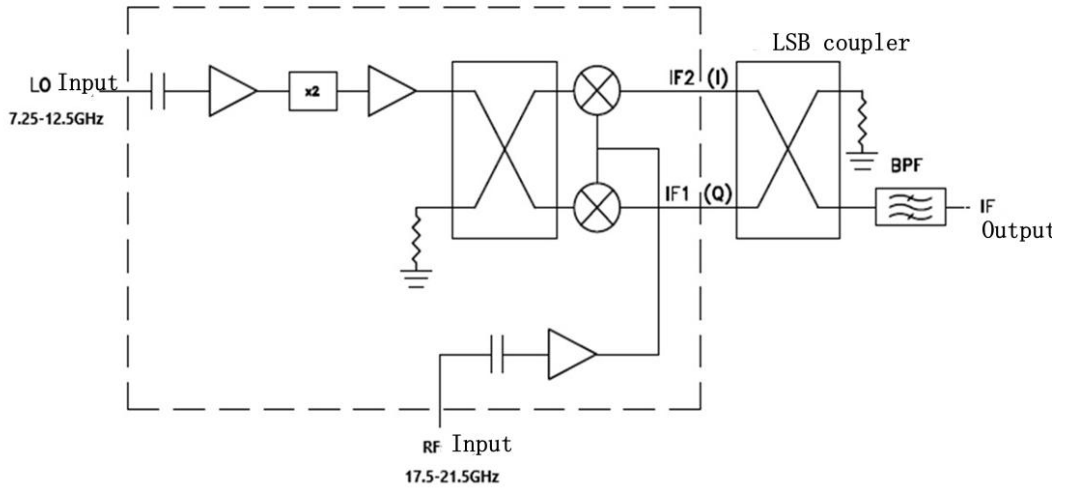 LSB coupler
LO Input
7.25-12.5GHz
x2
IF2 (I)
BPF
IF1 (Q)
IF
Output
RF Input
17.5-21.5GHz